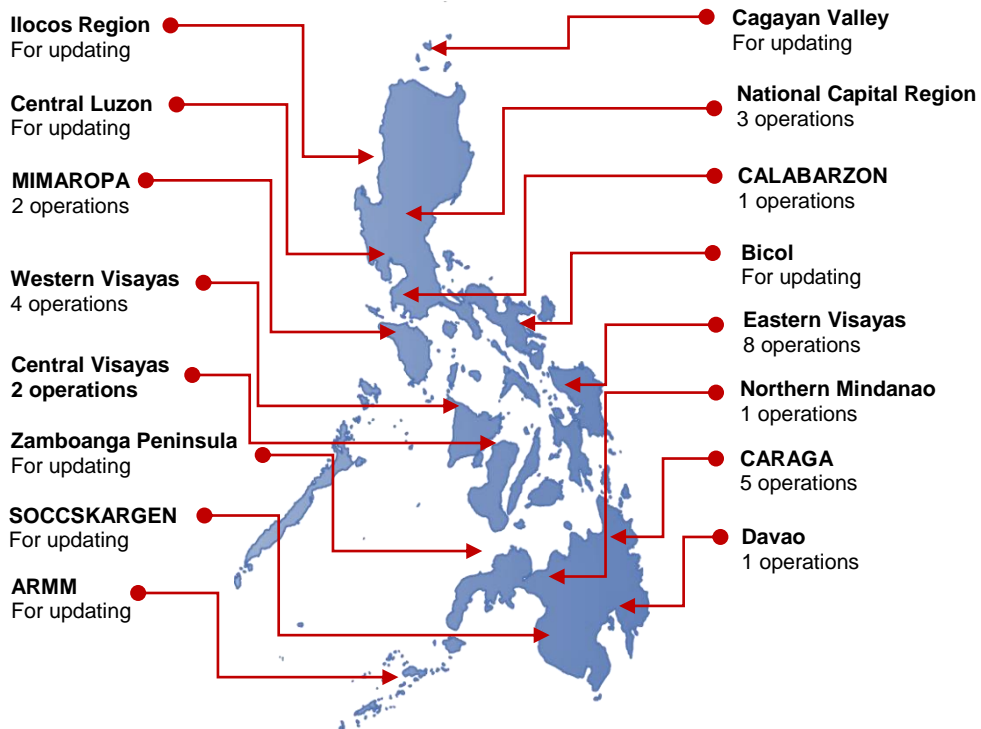 Ilocos Region
For updating
Central Luzon
For updating
MIMAROPA
2 operations
Western Visayas
4 operations
Central Visayas
2 operations
Zamboanga Peninsula
For updating
SOCCSKARGEN
For updating
ARMM
For updating
Cagayan Valley
For updating
National Capital Region
3 operations
CALABARZON
1 operations
Bicol
For updating
Eastern Visayas
8 operations
Northern Mindanao
1 operations
CARAGA
5 operations
Davao
1 operations